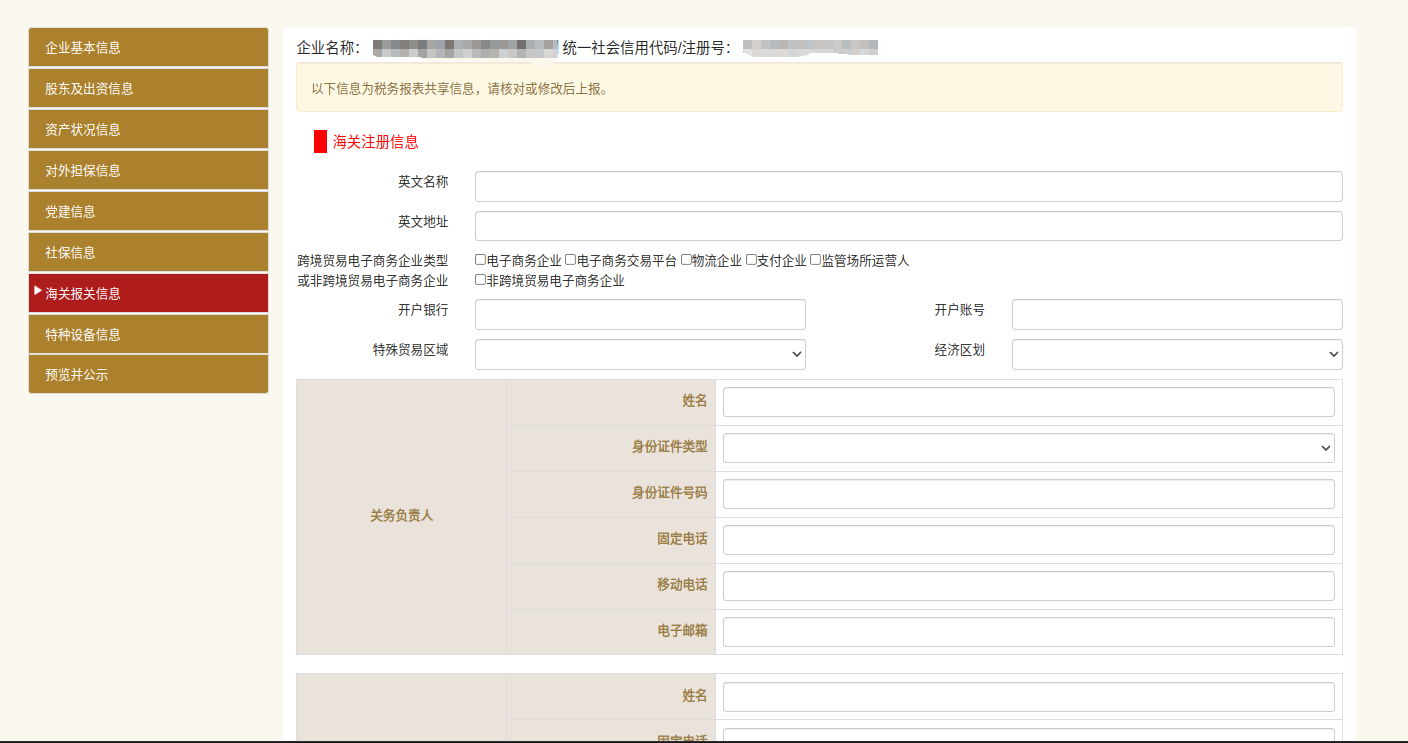 企业基本信息
股东及出资信息
资产状况信息
对外担保信息
党建信息
社保信息
海关报关信息
特种设备信息
预览并公示
企业名称： 统一社会信用代码/注册号：
以下信息为税务报表共享信息，请核对或修改后上报。
海关注册信息
英文名称
英文地址
跨境贸易电子商务企业类型
或非跨境贸易电子商务企业
电子商务企业 电子商务交易平台 物流企业 支付企业 监管场所运营人
非跨境贸易电子商务企业
开户银行 开户账号
特殊贸易区域 经济区划
关务负责人
姓名
身份证件类型
身份证件号码
固定电话
移动电话
电子邮箱
姓名
固定电话